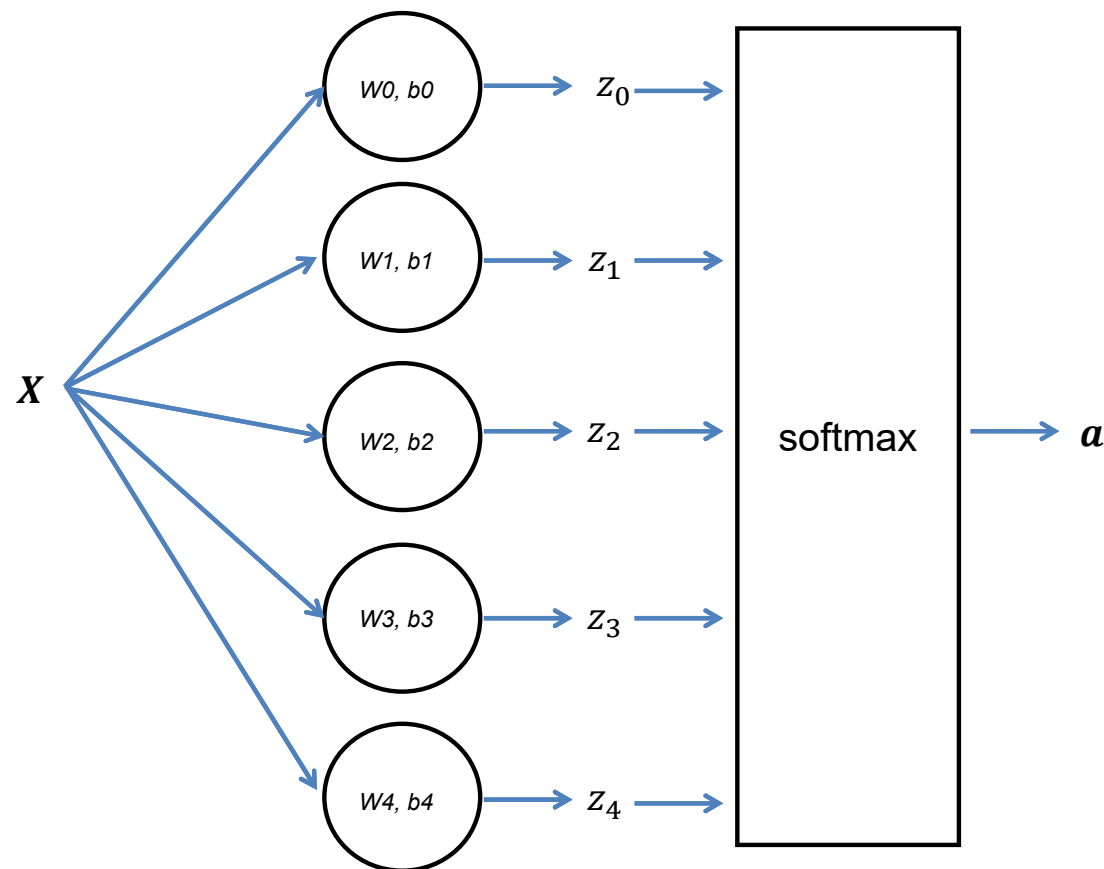 W0, b0
z₀
W1, b1
z₁
X
W2, b2
z₂
softmax
a
W3, b3
z₃
W4, b4
z₄